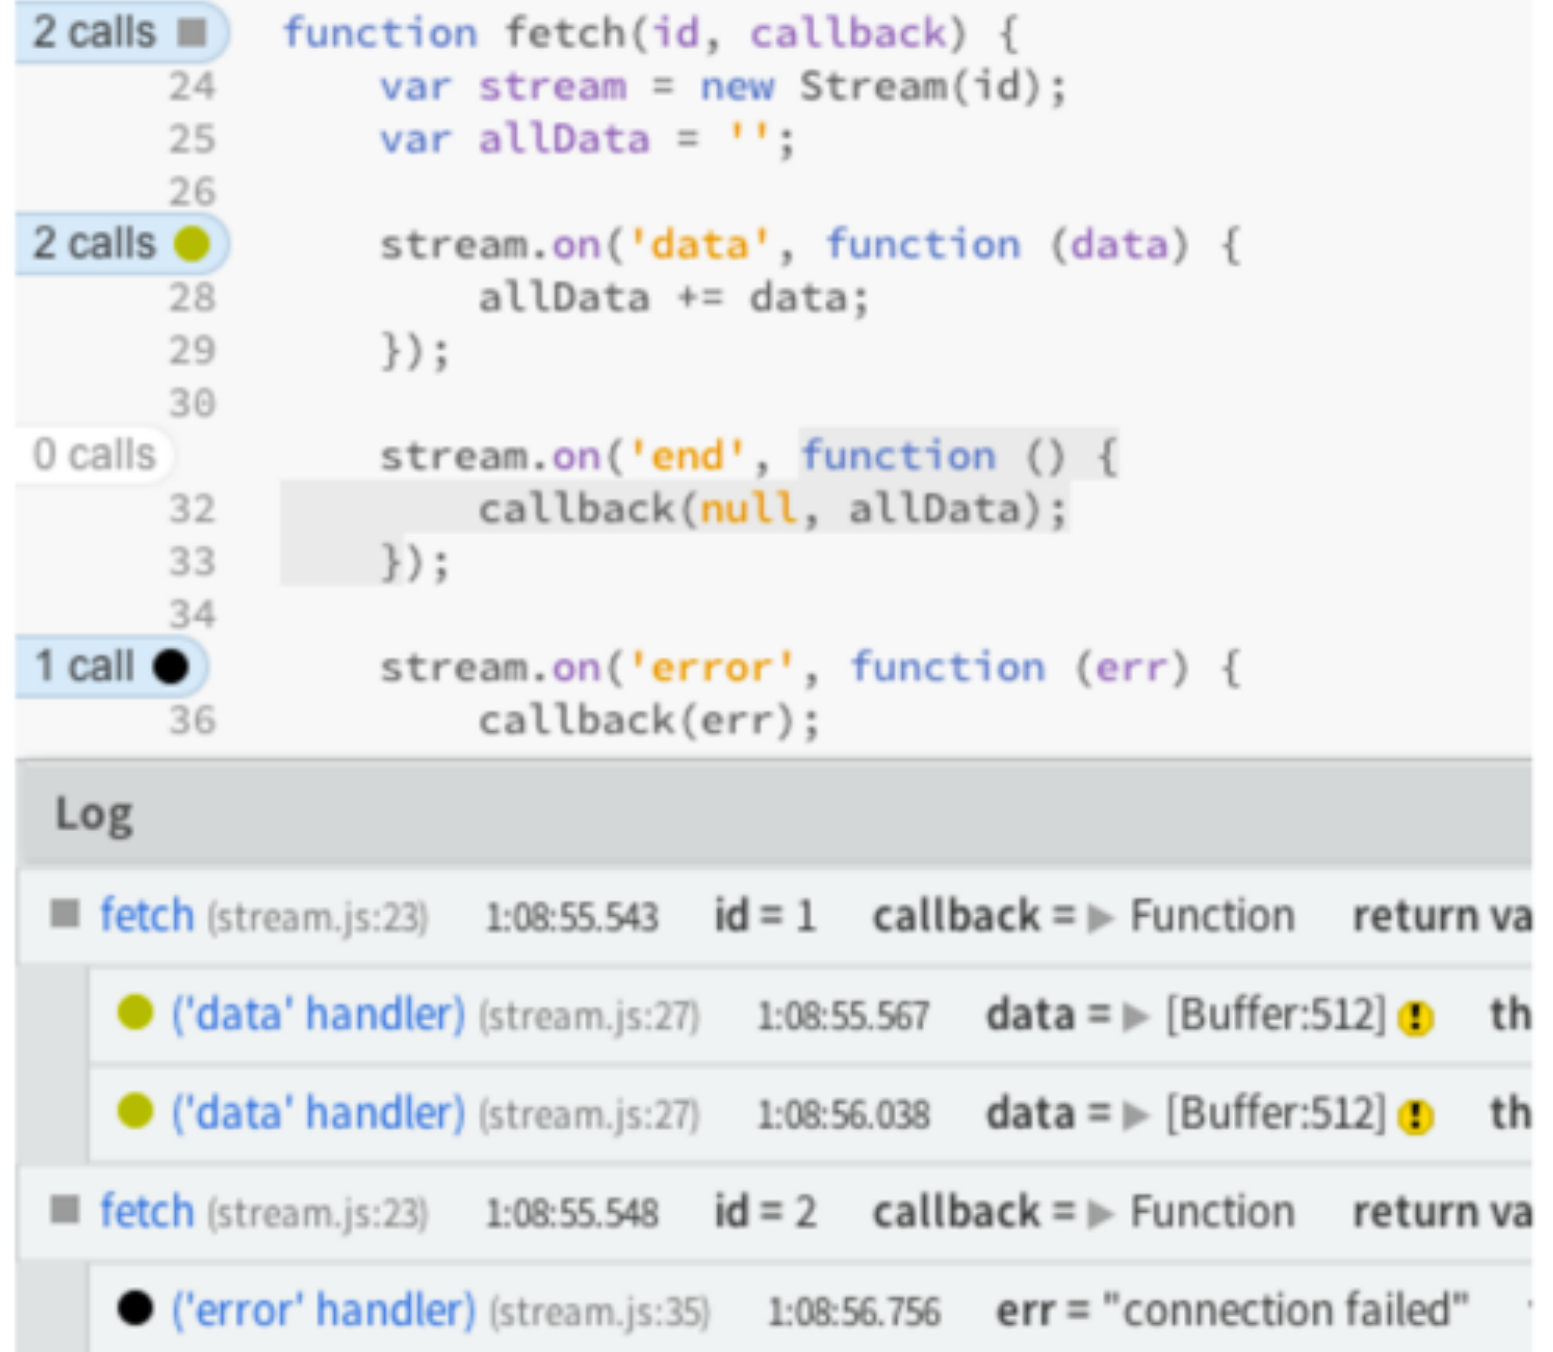 2 calls function fetch(id, callback) {
24 var stream = new Stream(id);
25 var allData = '';
26
2 calls stream.on('data', function (data) {
28 allData += data;
29 });
30
0 calls stream.on('end', function () {
32 callback(null, allData);
33 });
34
1 call stream.on('error', function (err) {
36 callback(err);
Log
fetch (stream.js:23) 1:08:55.543 id = 1 callback = ▶ Function return va
('data' handler) (stream.js:27) 1:08:55.567 data = ▶ [Buffer:512] ! th
('data' handler) (stream.js:27) 1:08:56.038 data = ▶ [Buffer:512] ! th
fetch (stream.js:23) 1:08:55.548 id = 2 callback = ▶ Function return va
('error' handler) (stream.js:35) 1:08:56.756 err = "connection failed"